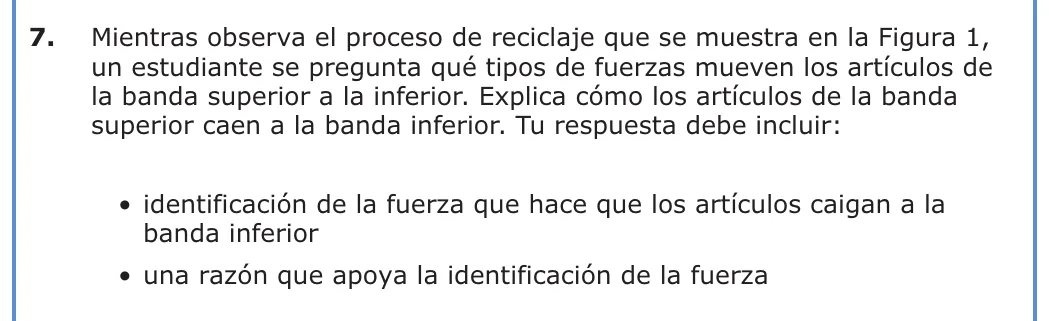 7. Mientras observa el proceso de reciclaje que se muestra en la Figura 1,
un estudiante se pregunta qué tipos de fuerzas mueven los artículos de
la banda superior a la inferior. Explica cómo los artículos de la banda
superior caen a la banda inferior. Tu respuesta debe incluir:
• identificación de la fuerza que hace que los artículos caigan a la
banda inferior
• una razón que apoya la identificación de la fuerza